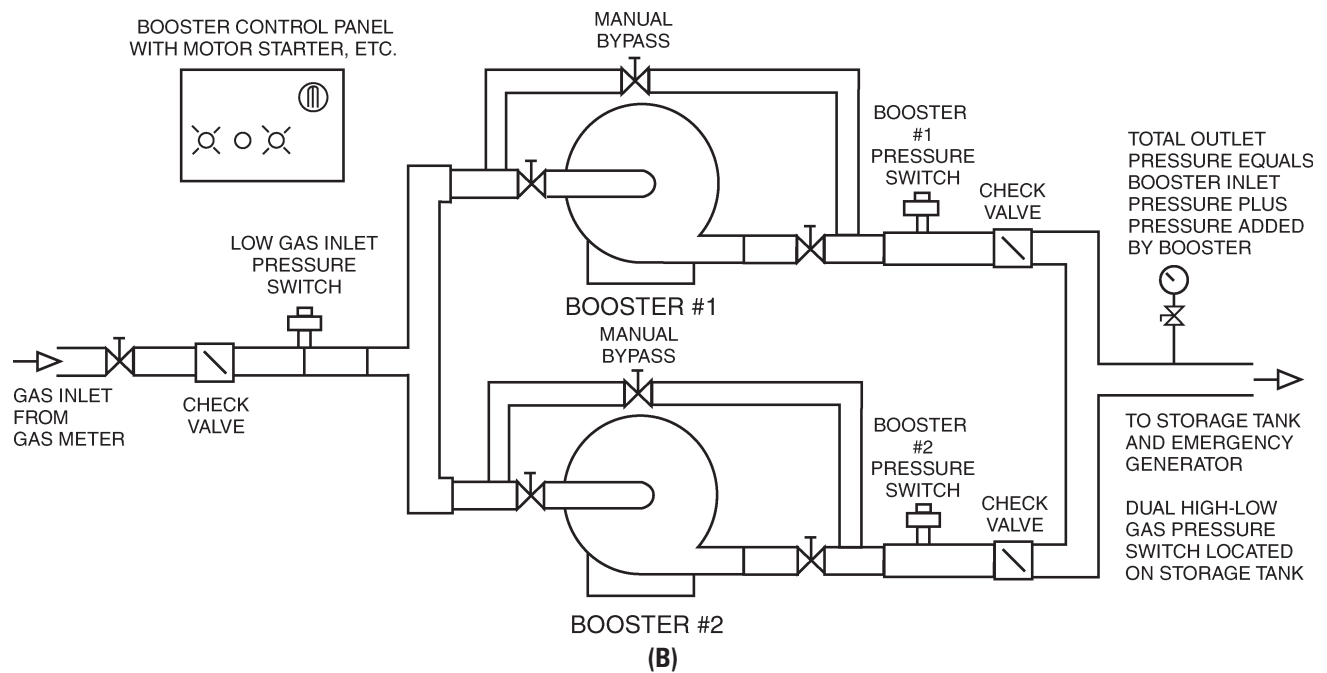 BOOSTER CONTROL PANEL
WITH MOTOR STARTER, ETC.
MANUAL
BYPASS
BOOSTER
#1
PRESSURE
SWITCH
CHECK
VALVE
TOTAL OUTLET
PRESSURE EQUALS
BOOSTER INLET
PRESSURE PLUS
PRESSURE ADDED
BY BOOSTER
LOW GAS INLET
PRESSURE
SWITCH
BOOSTER #1
MANUAL
BYPASS
GAS INLET
FROM
GAS METER
CHECK
VALVE
BOOSTER
#2
PRESSURE
SWITCH
CHECK
VALVE
TO STORAGE TANK
AND EMERGENCY
GENERATOR
DUAL HIGH-LOW
GAS PRESSURE
SWITCH LOCATED
ON STORAGE TANK
BOOSTER #2
(B)